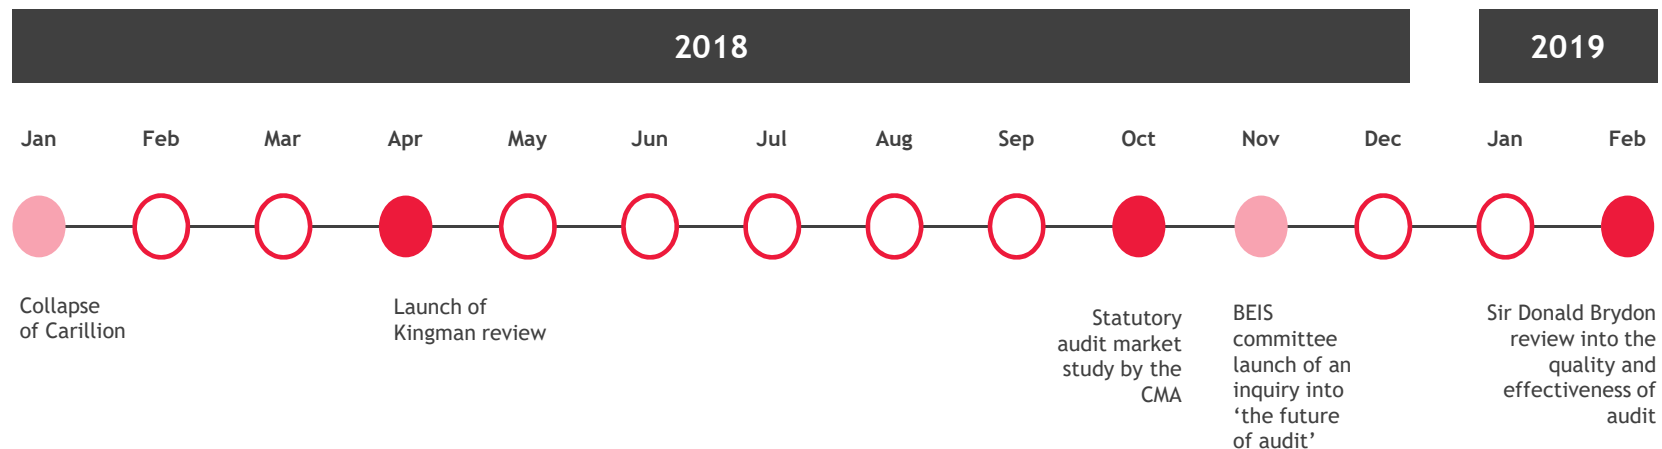 2018
2019
Jan
Feb
Mar
Apr
May
Jun
Jul
Aug
Sep
Oct
Nov
Dec
Jan
Feb
Collapse
of Carillion
Launch of
Kingman review
Statutory
audit market
study by the
CMA
BEIS
committee
launch of an
inquiry into
‘the future
of audit’
Sir Donald Brydon
review into the
quality and
effectiveness of
audit